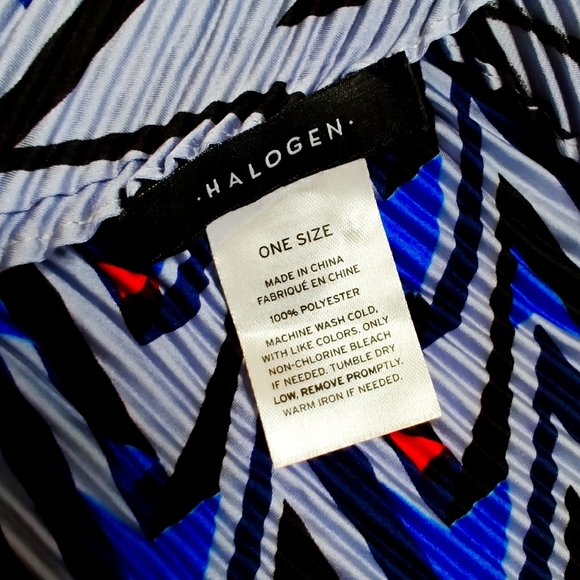 ·HALOGEN·
ONE SIZE
MADE IN CHINA
FABRIQUÉ EN CHINE
100% POLYESTER
MACHINE WASH COLD,
WITH LIKE COLORS. ONLY
NON-CHLORINE BLEACH
IF NEEDED. TUMBLE DRY
LOW, REMOVE PROMPTLY.
WARM IRON IF NEEDED.